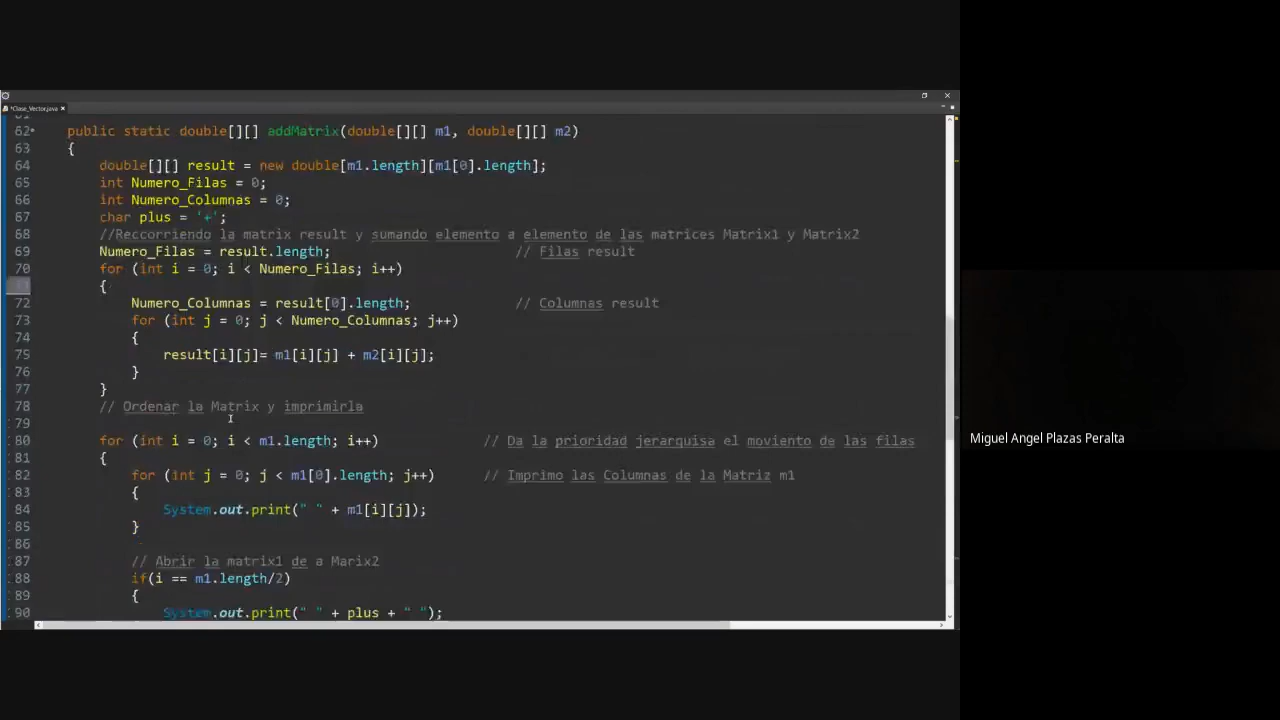 *Clase_Vector.java
62 public static double[][] addMatrix(double[][] m1, double[][] m2)
63 {
64 double[][] result = new double[m1.length][m1[0].length];
65 int Numero_Filas = 0;
66 int Numero_Columnas = 0;
67 char plus = '+';
68 //Reccorriendo la matrix result y sumando elemento a elemento de las matrices Matrix1 y Matrix2
69 Numero_Filas = result.length; // Filas result
70 for (int i = 0; i < Numero_Filas; i++)
71 {
72 Numero_Columnas = result[0].length; // Columnas result
73 for (int j = 0; j < Numero_Columnas; j++)
74 {
75 result[i][j]= m1[i][j] + m2[i][j];
76 }
77 }
78 // Ordenar la Matrix y imprimirla
79
80 for (int i = 0; i < m1.length; i++) // Da la prioridad jerarquisa el moviento de las filas
81 {
82 for (int j = 0; j < m1[0].length; j++) // Imprimo las Columnas de la Matriz m1
83 {
84 System.out.print(" " + m1[i][j]);
85 }
86
87 // Abrir la matrix1 de a Marix2
88 if(i == m1.length/2)
89 {
90 System.out.print(" " + plus + " ");
Miguel Angel Plazas Peralta